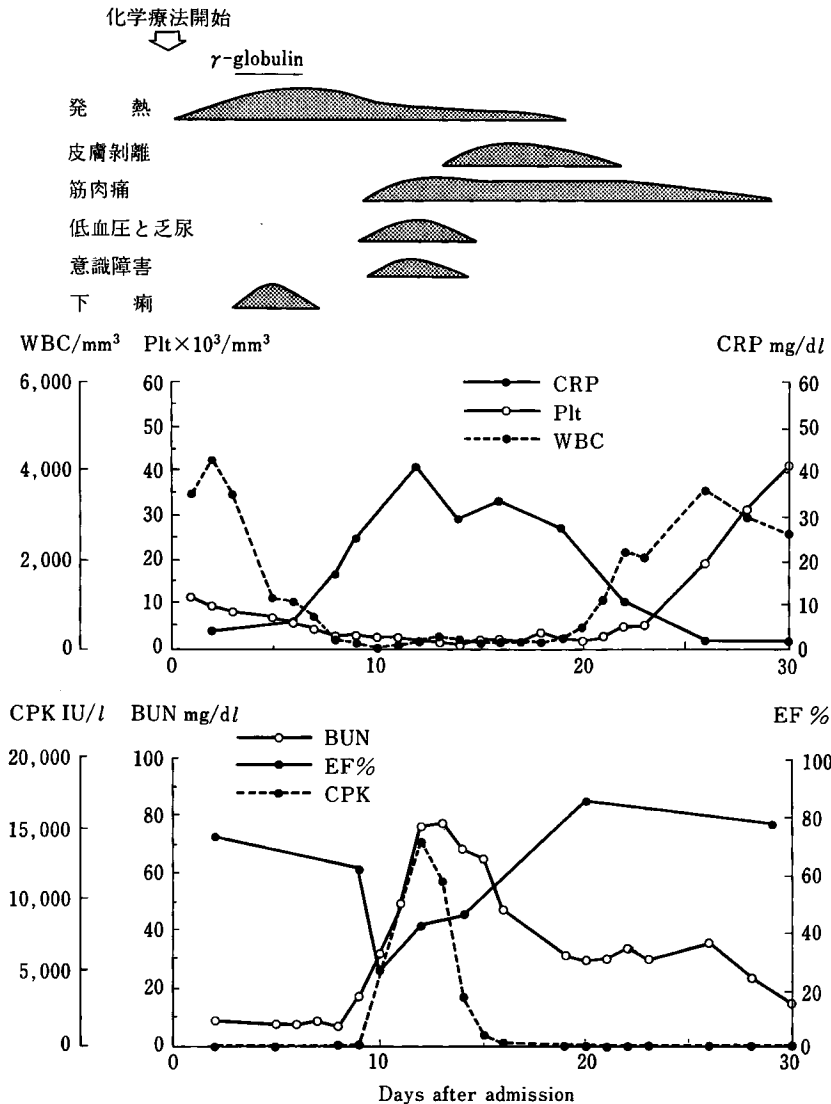 化学療法開始
γ-globulin
発 熱
皮膚剥離
筋肉痛
低血圧と乏尿
意識障害
下 痢
WBC/mm³ Plt×10³/mm³ CRP mg/dl
6,000 60 60
CRP
50 50
Plt
WBC
4,000 40 40
30 30
2,000 20 20
10 10
0 0 0
0 10 20 30
CPK IU/l BUN mg/dl EF %
20,000 100 100
BUN
EF%
80 80
CPK
15,000
60 60
10,000
40 40
5,000
20 20
0 0 0
0 10 20 30
Days after admission